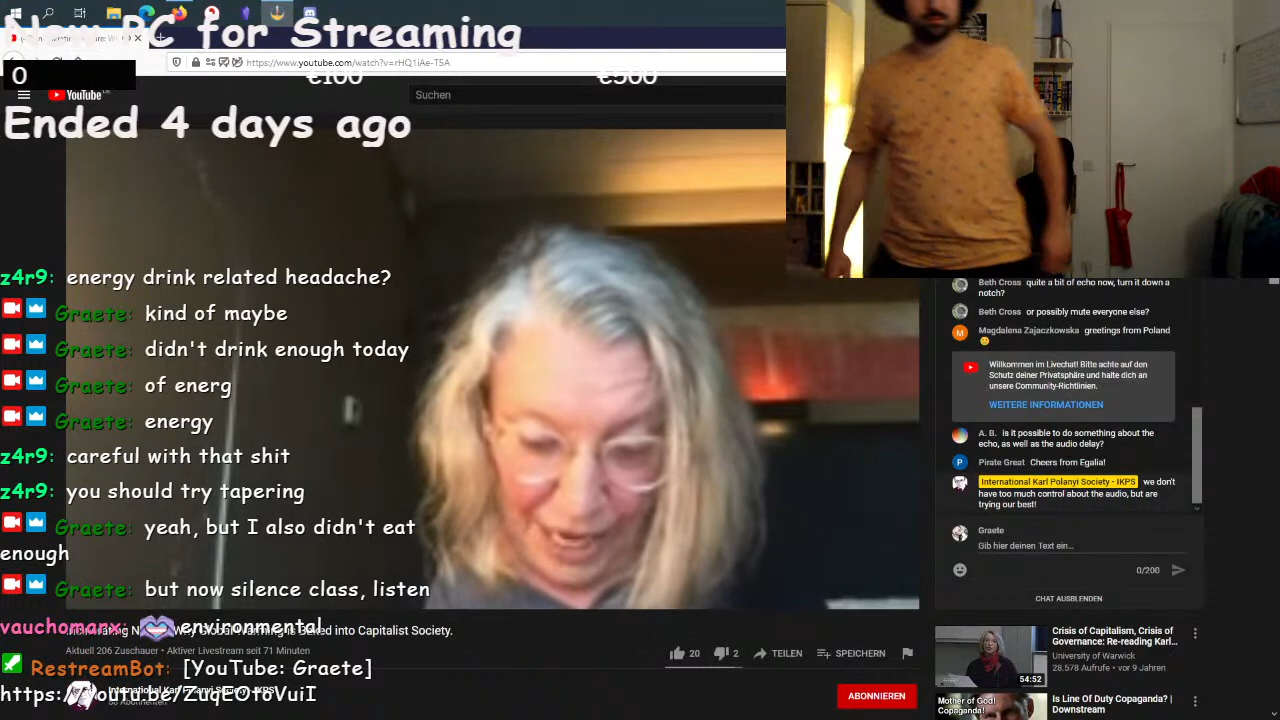 New PC for Streaming
https://www.youtube.com/watch?v=rHQ1iAe-T5A
0
€100
€500
YouTube
Suchen
Ended 4 days ago
z4r9: energy drink related headache?
Graete: kind of maybe
Graete: didn't drink enough today
Graete: of energ
Graete: energy
z4r9: careful with that shit
z4r9: you should try tapering
Graete: yeah, but I also didn't eat
enough
Graete: but now silence class, listen
vauchomarx: environmental
RestreamBot: [YouTube: Graete]
Why Global Warming is Baked into Capitalist Society.
Aktuell 206 Zuschauer • Aktiver Livestream seit 71 Minuten
20
2
TEILEN
SPEICHERN
ABONNIEREN
Beth Cross quite a bit of echo now, turn it down a
notch?
Beth Cross or possibly mute everyone else?
Magdalena Zajaczkowska greetings from Poland
Willkommen im Livechat! Bitte achte auf den
Schutz deiner Privatsphäre und halte dich an
unsere Community-Richtlinien.
WEITERE INFORMATIONEN
A. B. is it possible to do something about the
echo, as well as the audio delay?
Pirate Great Cheers from Egalia!
International Karl Polanyi Society - IKPS we don't
have too much control about the audio, but are
trying our best!
Graete
Gib hier deinen Text ein...
0/200
CHAT AUSBLENDEN
Crisis of Capitalism, Crisis of
Governance: Re-reading Karl...
University of Warwick
28.578 Aufrufe • vor 9 Jahren
54:52
Mother of God!
Copaganda!
Is Line Of Duty Copaganda? |
Downstream